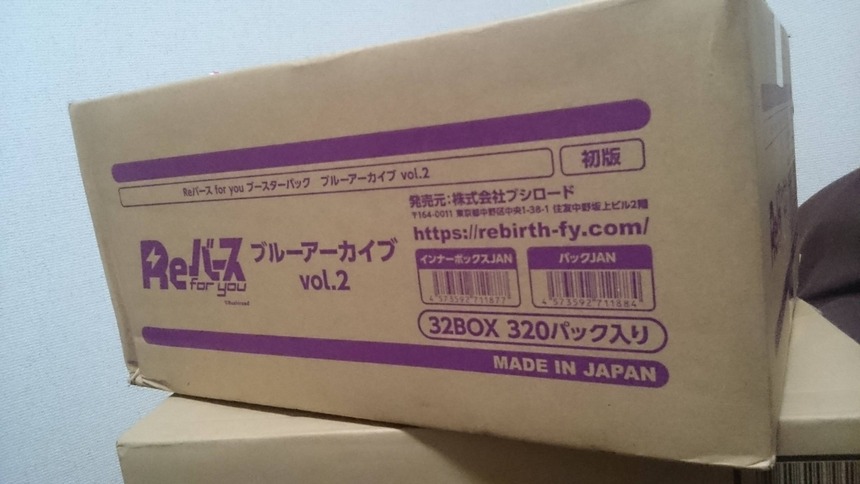 Reバース for you ブースターパック ブルーアーカイブ vol.2
初版
発売元:株式会社ブシロード
〒164-0011 東京都中野区中央1-38-1 住友中野坂上ビル2階
https://rebirth-fy.com/
Reバース
for you
©bushiroad
ブルーアーカイブ
vol.2
インナーボックスJAN
4573592711877
パックJAN
4573592711884
32BOX 320パック入り
MADE IN JAPAN